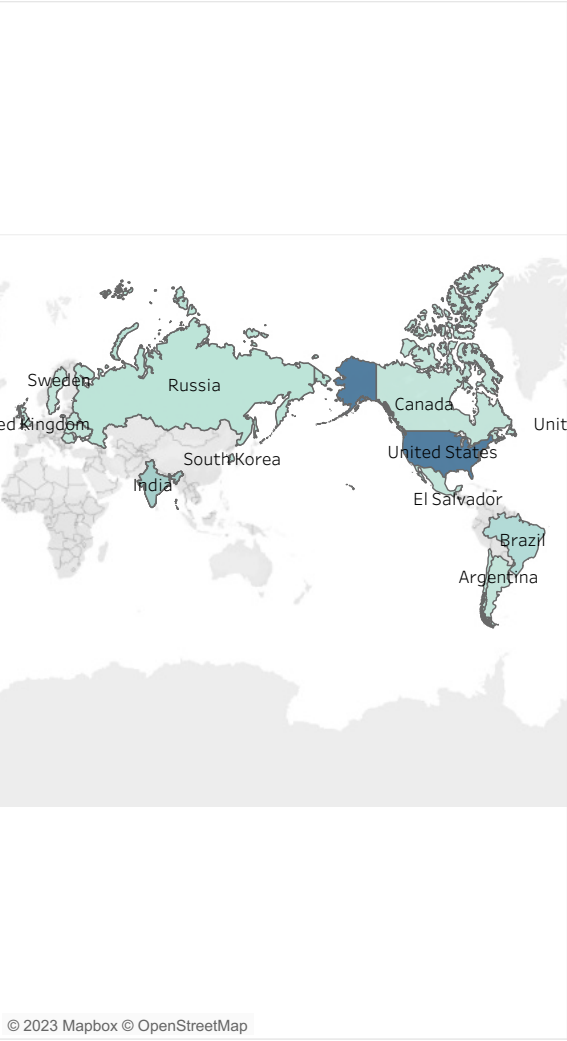 Sweden
Russia
ed Kingdom
Canada
Unit
United States
South Korea
India
El Salvador
Brazil
Argentina
© 2023 Mapbox © OpenStreetMap